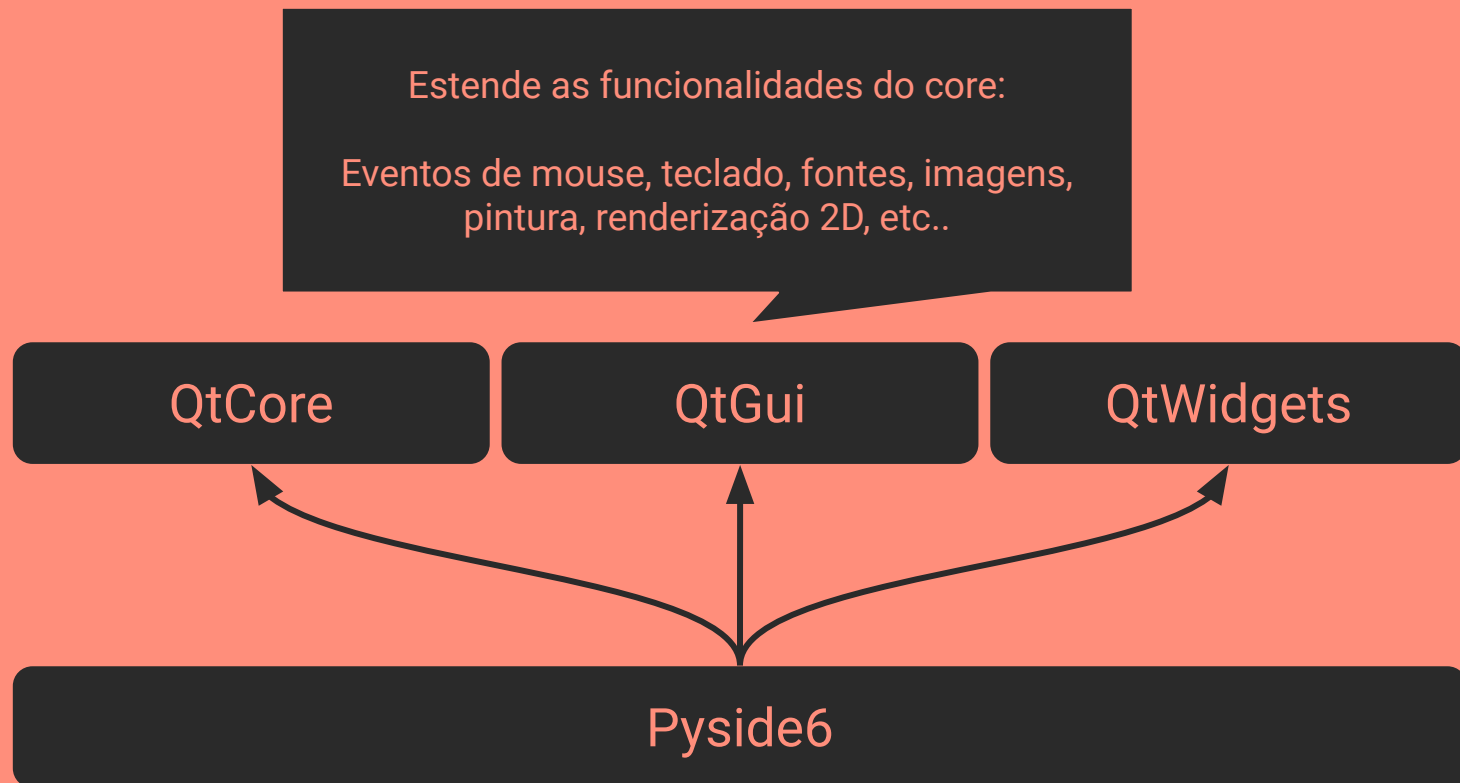 Estende as funcionalidades do core:
Eventos de mouse, teclado, fontes, imagens,
pintura, renderização 2D, etc..
QtCore
QtGui
QtWidgets
Pyside6